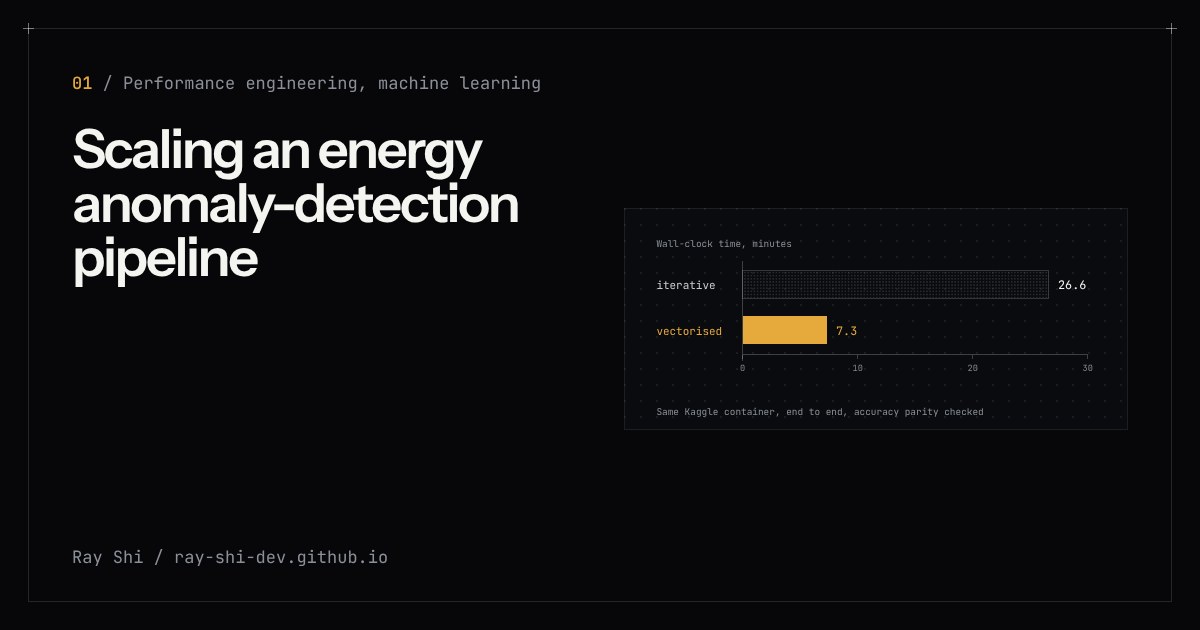 01 / Performance engineering, machine learning
Scaling an energy
anomaly-detection
pipeline
Wall-clock time, minutes
iterative 26.6
vectorised 7.3
0 10 20 30
Same Kaggle container, end to end, accuracy parity checked
Ray Shi / ray-shi-dev.github.io